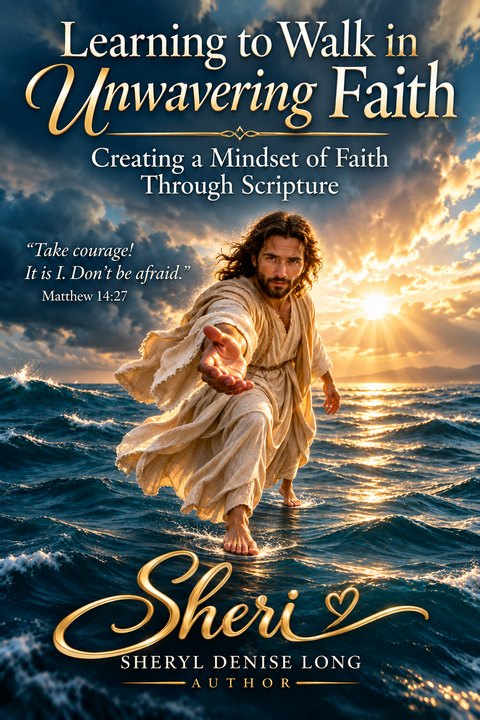 Learning to Walk in
Unwavering Faith
Creating a Mindset of Faith
Through Scripture
“Take courage!
It is I. Don’t be afraid.”
Matthew 14:27
Sheri
SHERYL DENISE LONG
AUTHOR